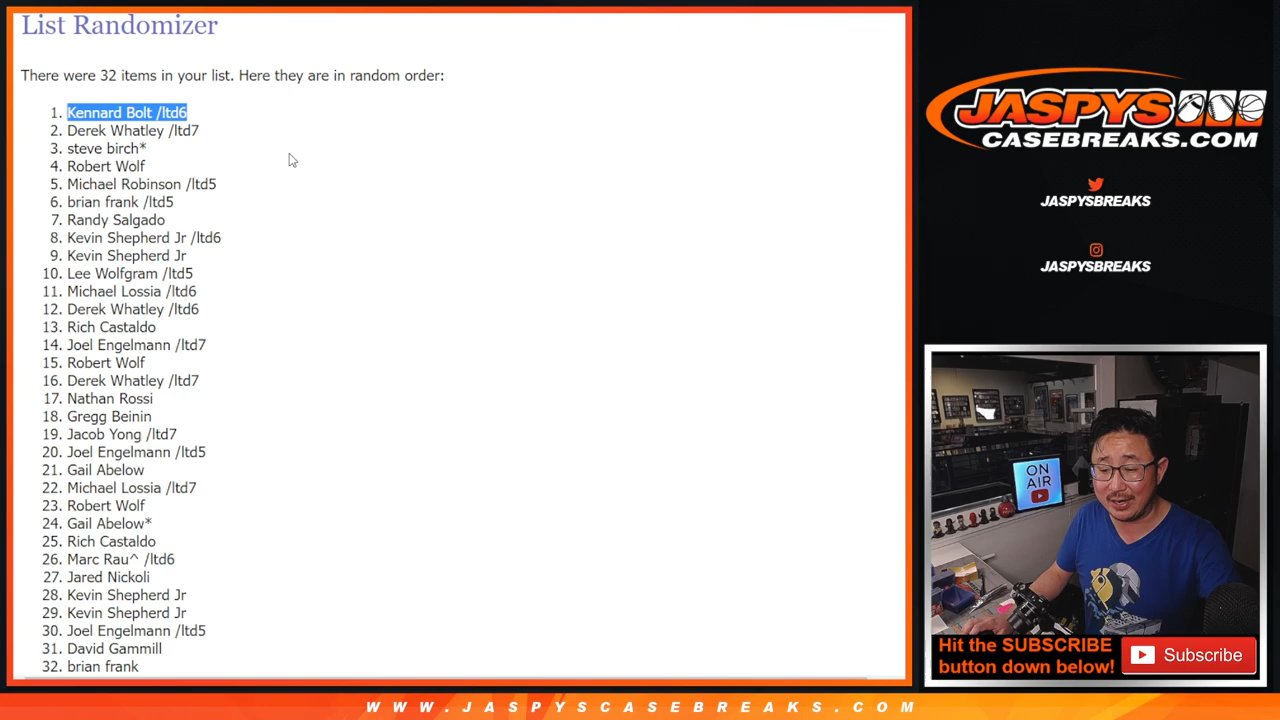 List Randomizer
There were 32 items in your list. Here they are in random order:
1. Kennard Bolt /ltd6
2. Derek Whatley /ltd7
3. steve birch*
4. Robert Wolf
5. Michael Robinson /ltd5
6. brian frank /ltd5
7. Randy Salgado
8. Kevin Shepherd Jr /ltd6
9. Kevin Shepherd Jr
10. Lee Wolfgram /ltd5
11. Michael Lossia /ltd6
12. Derek Whatley /ltd6
13. Rich Castaldo
14. Joel Engelmann /ltd7
15. Robert Wolf
16. Derek Whatley /ltd7
17. Nathan Rossi
18. Gregg Beinin
19. Jacob Yong /ltd7
20. Joel Engelmann /ltd5
21. Gail Abelow
22. Michael Lossia /ltd7
23. Robert Wolf
24. Gail Abelow*
25. Rich Castaldo
26. Marc Rau^ /ltd6
27. Jared Nickoli
28. Kevin Shepherd Jr
29. Kevin Shepherd Jr
30. Joel Engelmann /ltd5
31. David Gammill
32. brian frank
JASPYS
CASEBREAKS.COM
JASPYSBREAKS
JASPYSBREAKS
ON
AIR
Hit the SUBSCRIBE
button down below!
Subscribe
WWW.JASPYSCASEBREAKS.COM